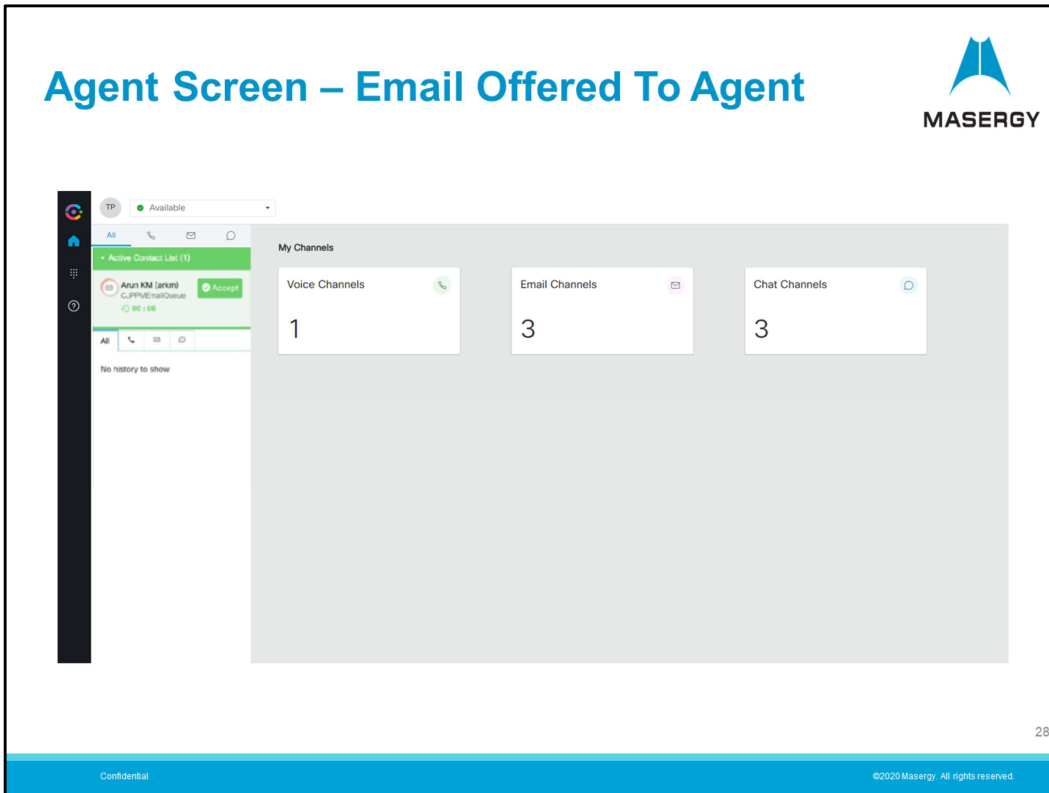 Agent Screen – Email Offered To Agent
MASERGY
TP
Available
All
Active Contact List (1)
Arun KM (arkm)
Accept
CJPPMEmailQueue
00 : 06
All
No history to show
My Channels
Voice Channels
1
Email Channels
3
Chat Channels
3
28
Confidential
©2020 Masergy. All rights reserved.